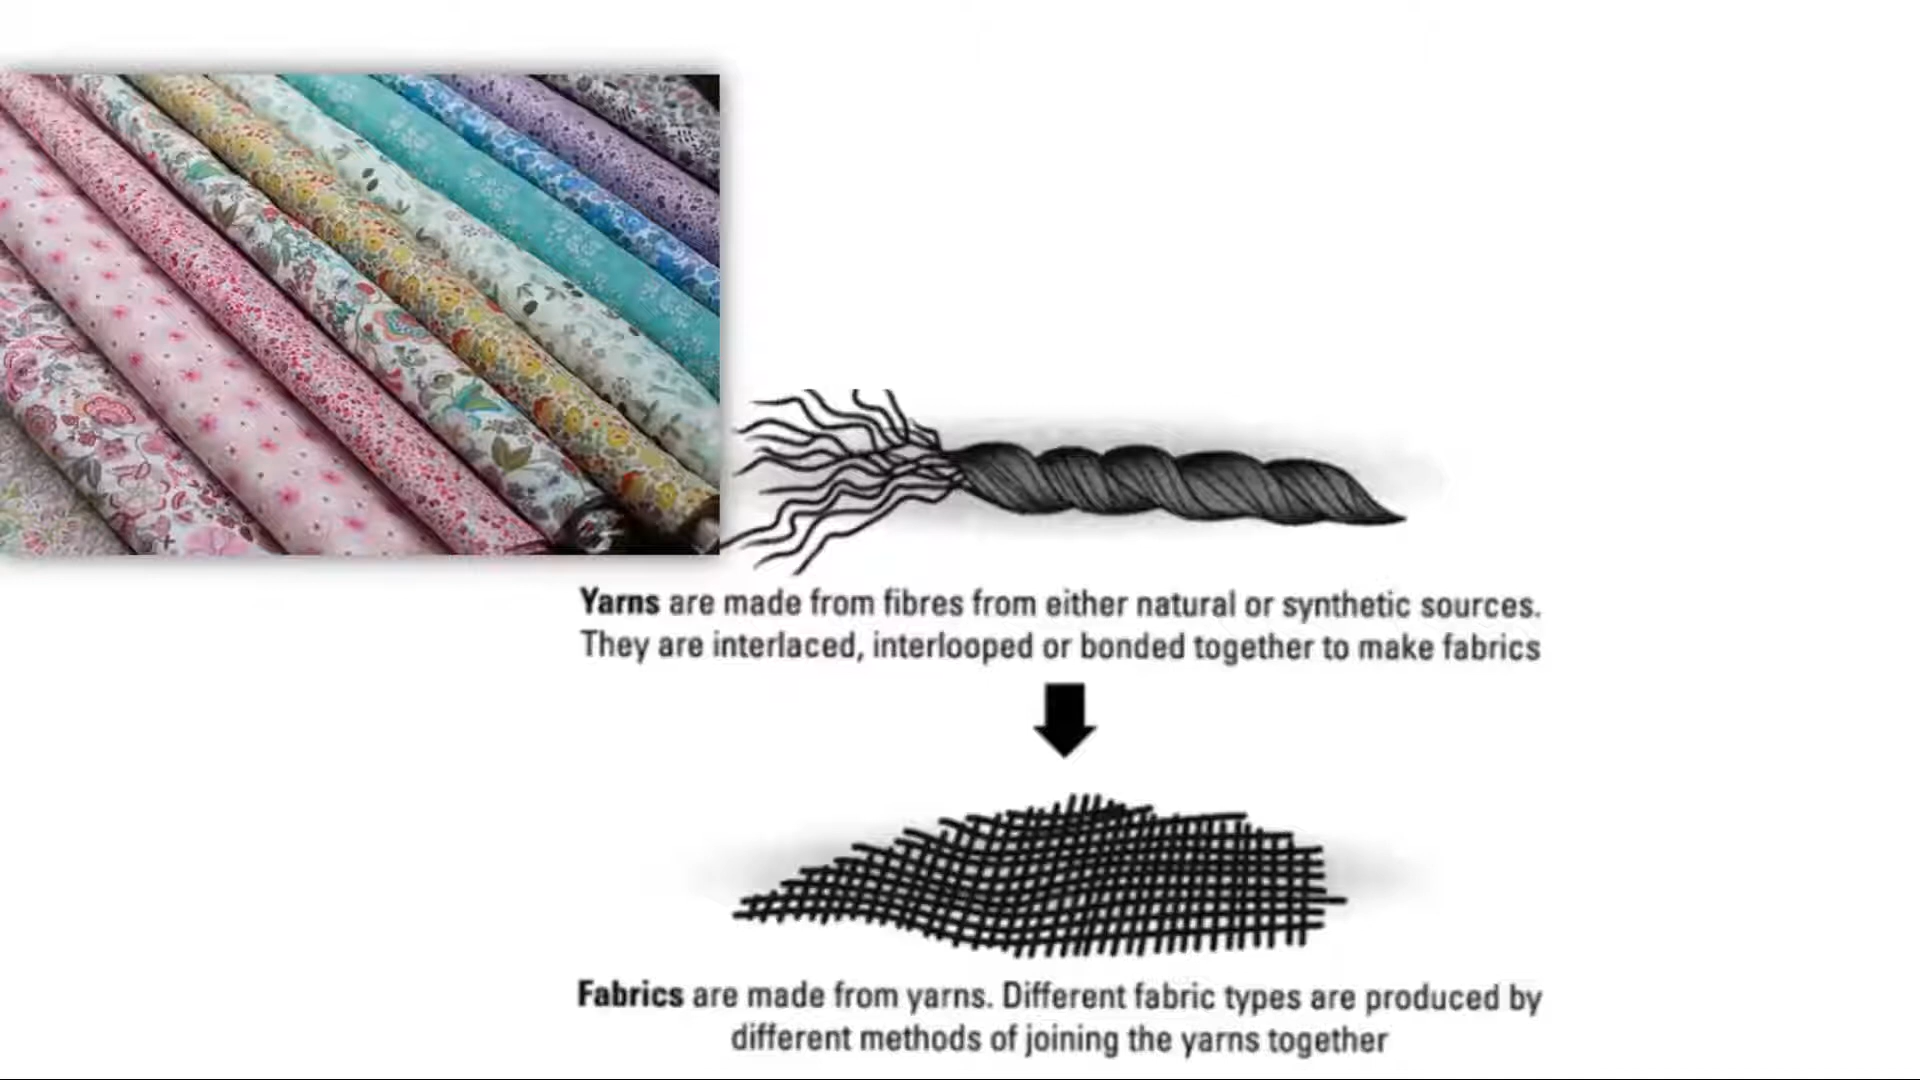 Yarns are made from fibres from either natural or synthetic sources.
They are interlaced, interlooped or bonded together to make fabrics
Fabrics are made from yarns. Different fabric types are produced by
different methods of joining the yarns together